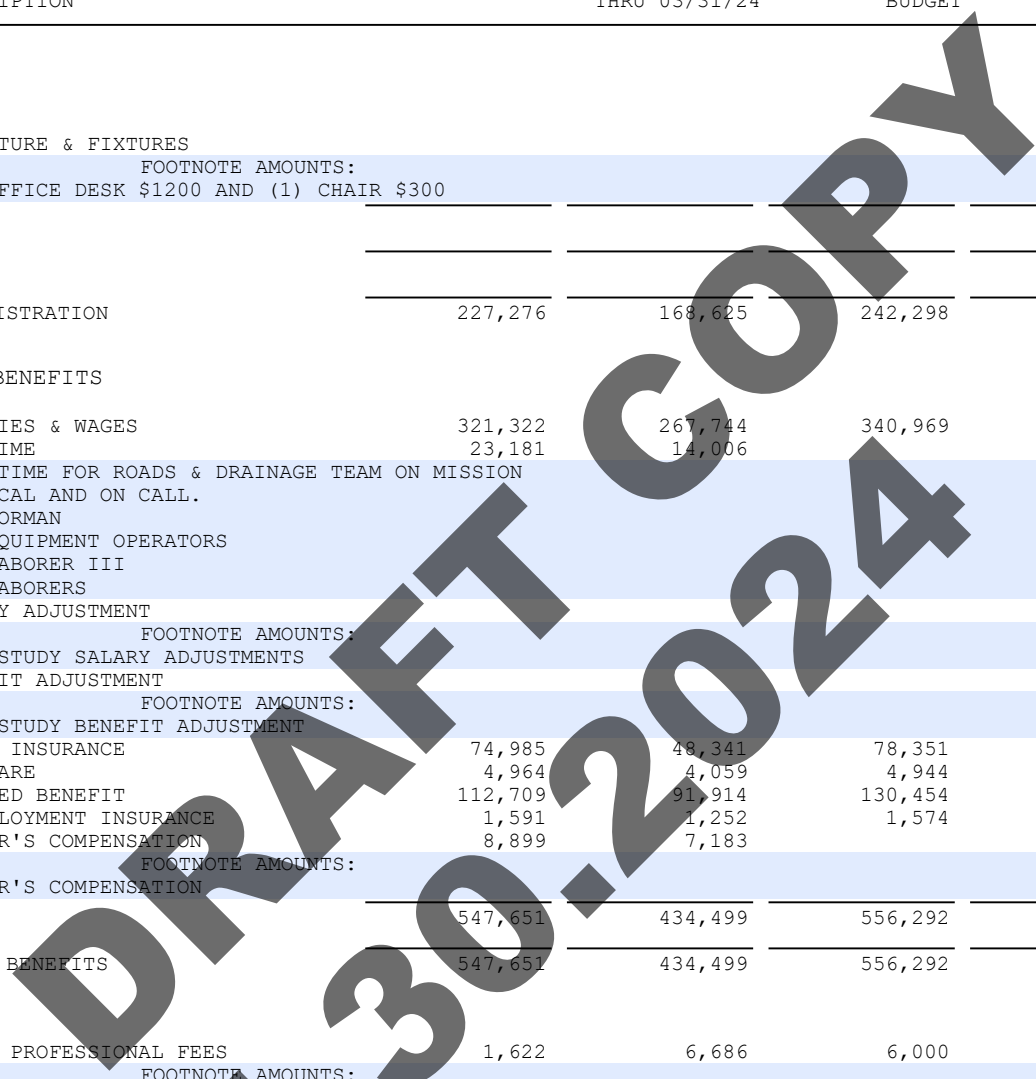 THRU 03/31/24 BUDGET
TURE & FIXTURES
FOOTNOTE AMOUNTS:
FFICE DESK $1200 AND (1) CHAIR $300
ISTRATION 227,276 168,625 242,298
BENEFITS
IES & WAGES 321,322 267,744 340,969
IME 23,181 14,006
TIME FOR ROADS & DRAINAGE TEAM ON MISSION
CAL AND ON CALL.
ORMAN
QUIPMENT OPERATORS
ABORER III
ABORERS
Y ADJUSTMENT
FOOTNOTE AMOUNTS:
STUDY SALARY ADJUSTMENTS
IT ADJUSTMENT
FOOTNOTE AMOUNTS:
STUDY BENEFIT ADJUSTMENT
INSURANCE 74,985 48,341 78,351
ARE 4,964 4,059 4,944
ED BENEFIT 112,709 91,914 130,454
LOYMENT INSURANCE 1,591 1,252 1,574
R'S COMPENSATION 8,899 7,183
FOOTNOTE AMOUNTS:
R'S COMPENSATION
547,651 434,499 556,292
BENEFITS 547,651 434,499 556,292
PROFESSIONAL FEES 1,622 6,686 6,000
FOOTNOTE AMOUNTS:
DRAFT COPY
30.2024